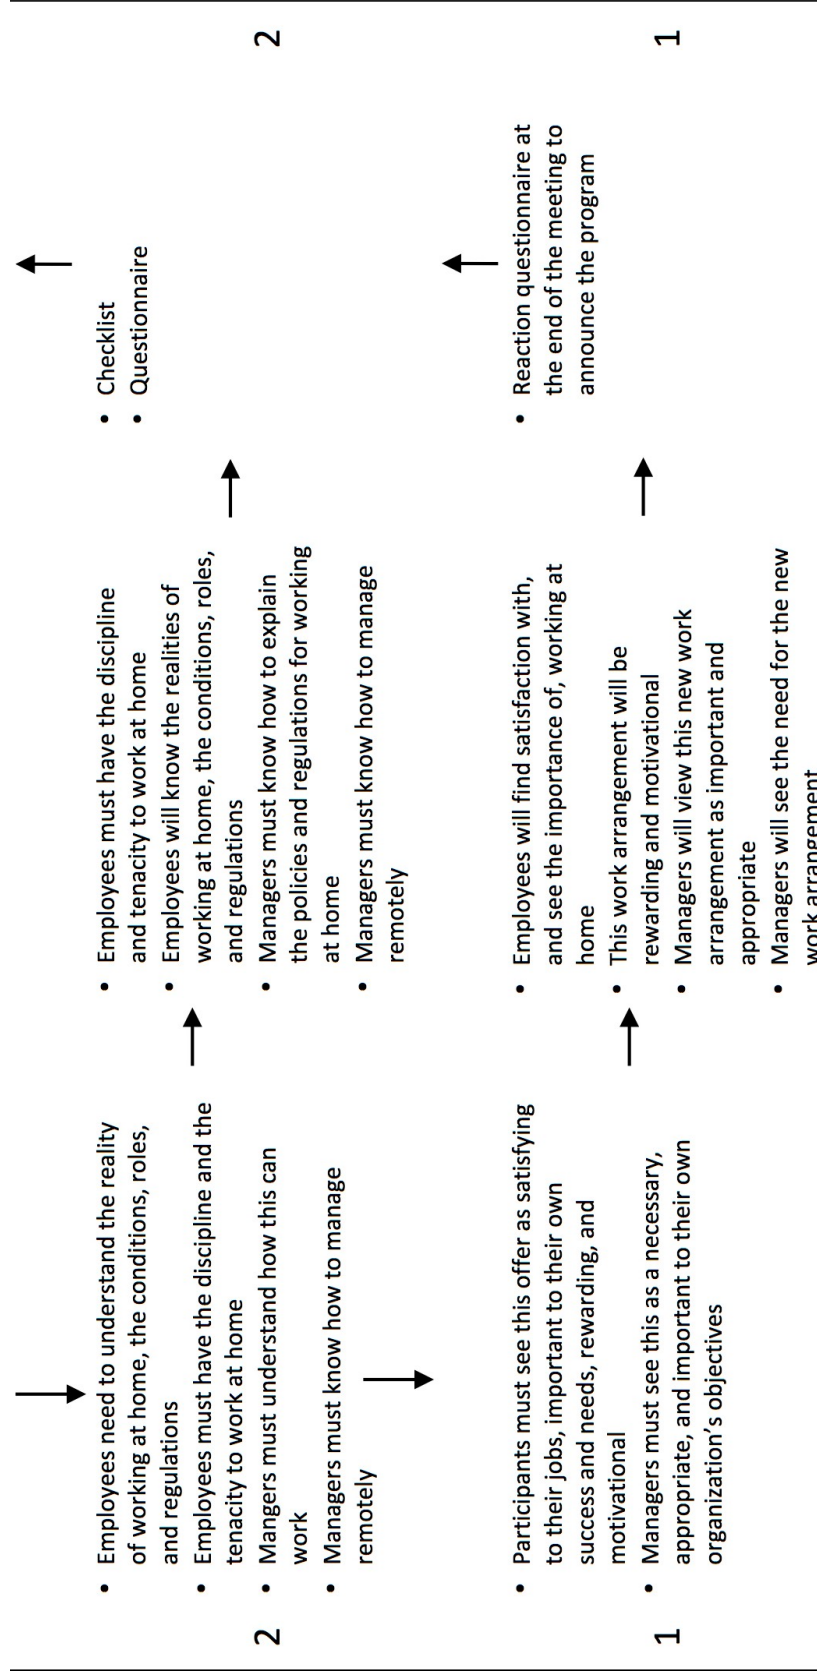 2
• Employees need to understand the reality
of working at home, the conditions, roles,
and regulations
• Employees must have the discipline and the
tenacity to work at home
• Mangers must understand how this can
work
• Managers must know how to manage
remotely
• Employees must have the discipline
and tenacity to work at home
• Employees will know the realities of
working at home, the conditions, roles,
and regulations
• Managers must know how to explain
the policies and regulations for working
at home
• Managers must know how to manage
remotely
• Checklist
• Questionnaire
2
1
• Participants must see this offer as satisfying
to their jobs, important to their own
success and needs, rewarding, and
motivational
• Managers must see this as a necessary,
appropriate, and important to their own
organization’s objectives
• Employees will find satisfaction with,
and see the importance of, working at
home
• This work arrangement will be
rewarding and motivational
• Managers will view this new work
arrangement as important and
appropriate
• Managers will see the need for the new
work arrangement
• Reaction questionnaire at
the end of the meeting to
announce the program
1